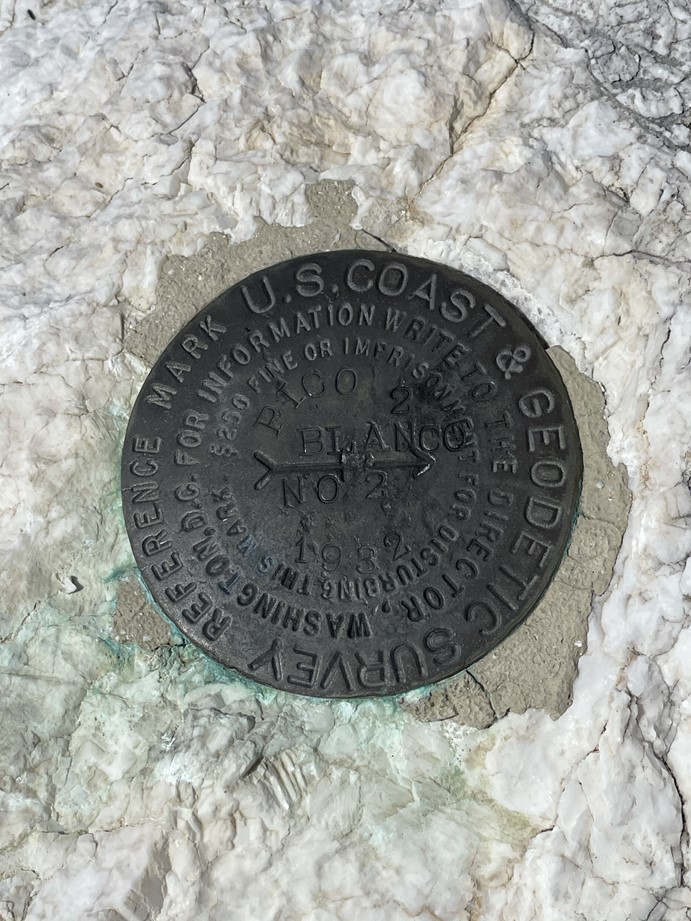 U.S. COAST & GEODETIC SURVEY
REFERENCE MARK
FOR INFORMATION WRITE TO THE DIRECTOR, WASHINGTON, D.C.
$250 FINE OR IMPRISONMENT FOR DISTURBING THIS MARK.
PICO 2
BLANCO
NO 2
1932